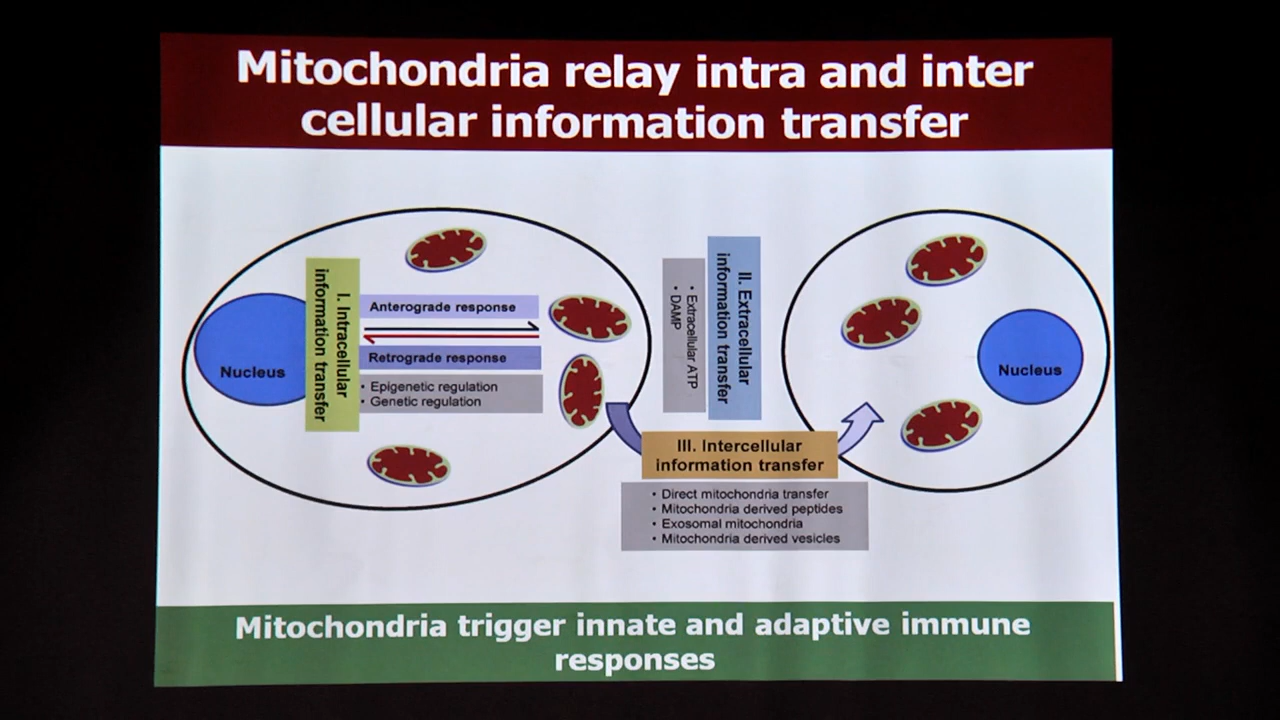 Mitochondria relay intra and inter
cellular information transfer
Nucleus
I. Intracellular
information transfer
Anterograde response
Retrograde response
• Epigenetic regulation
• Genetic regulation
II. Extracellular
information transfer
• Extracellular ATP
• DAMP
III. Intercellular
information transfer
• Direct mitochondria transfer
• Mitochondria derived peptides
• Exosomal mitochondria
• Mitochondria derived vesicles
Nucleus
Mitochondria trigger innate and adaptive immune
responses